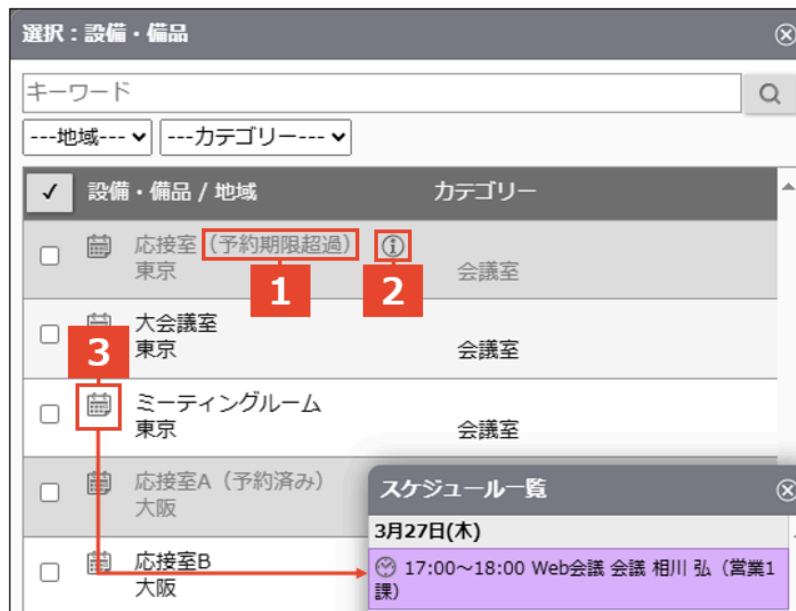 選択：設備・備品
キーワード
---地域---
---カテゴリー---
✓ 設備・備品 / 地域 カテゴリー
応接室（予約期限超過）
東京 会議室
1 2
大会議室
東京 会議室
3
ミーティングルーム
東京 会議室
応接室A（予約済み）
大阪
応接室B
大阪
スケジュール一覧
3月27日(木)
17:00～18:00 Web会議 会議 相川 弘（営業1
課）